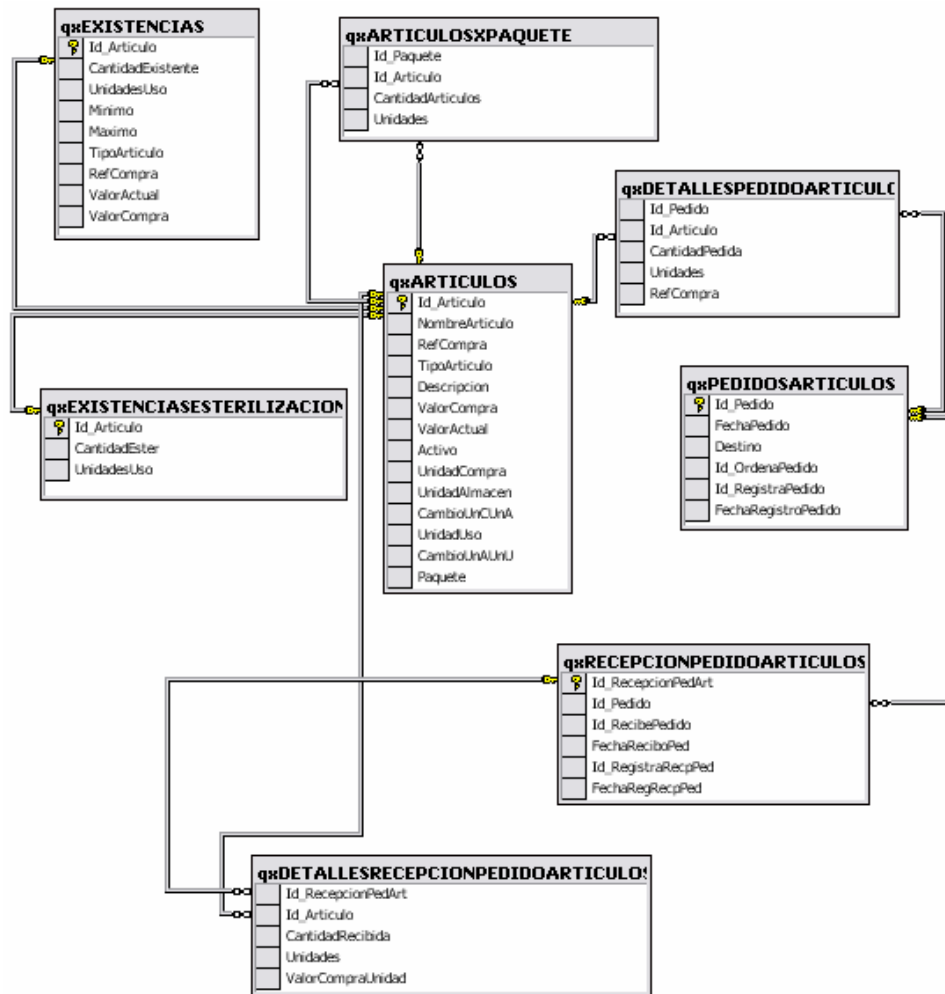 qxEXISTENCIAS
Id_Articulo
CantidadExistente
UnidadesUso
Minimo
Maximo
TipoArticulo
RefCompra
ValorActual
ValorCompra
qxARTICULOSXPAQUETE
Id_Paquete
Id_Articulo
CantidadArticulos
Unidades
qxDETALLESPEDIDOARTICULO
Id_Pedido
Id_Articulo
CantidadPedida
Unidades
RefCompra
qxARTICULOS
Id_Articulo
NombreArticulo
RefCompra
TipoArticulo
Descripcion
ValorCompra
ValorActual
Activo
UnidadCompra
UnidadAlmacen
CambioUnCUnA
UnidadUso
CambioUnAUnU
Paquete
qxEXISTENCIASESTERILIZACION
Id_Articulo
CantidadEster
UnidadesUso
qxPEDIDOSARTICULOS
Id_Pedido
FechaPedido
Destino
Id_OrdenaPedido
Id_RegistraPedido
FechaRegistroPedido
qxRECEPCIONPEDIDOARTICULOS
Id_RecepcionPedArt
Id_Pedido
Id_RecibePedido
FechaReciboPed
Id_RegistraRecpPed
FechaRegRecpPed
qxDETALLESRECEPCIONPEDIDOARTICULOS
Id_RecepcionPedArt
Id_Articulo
CantidadRecibida
Unidades
ValorCompraUnidad